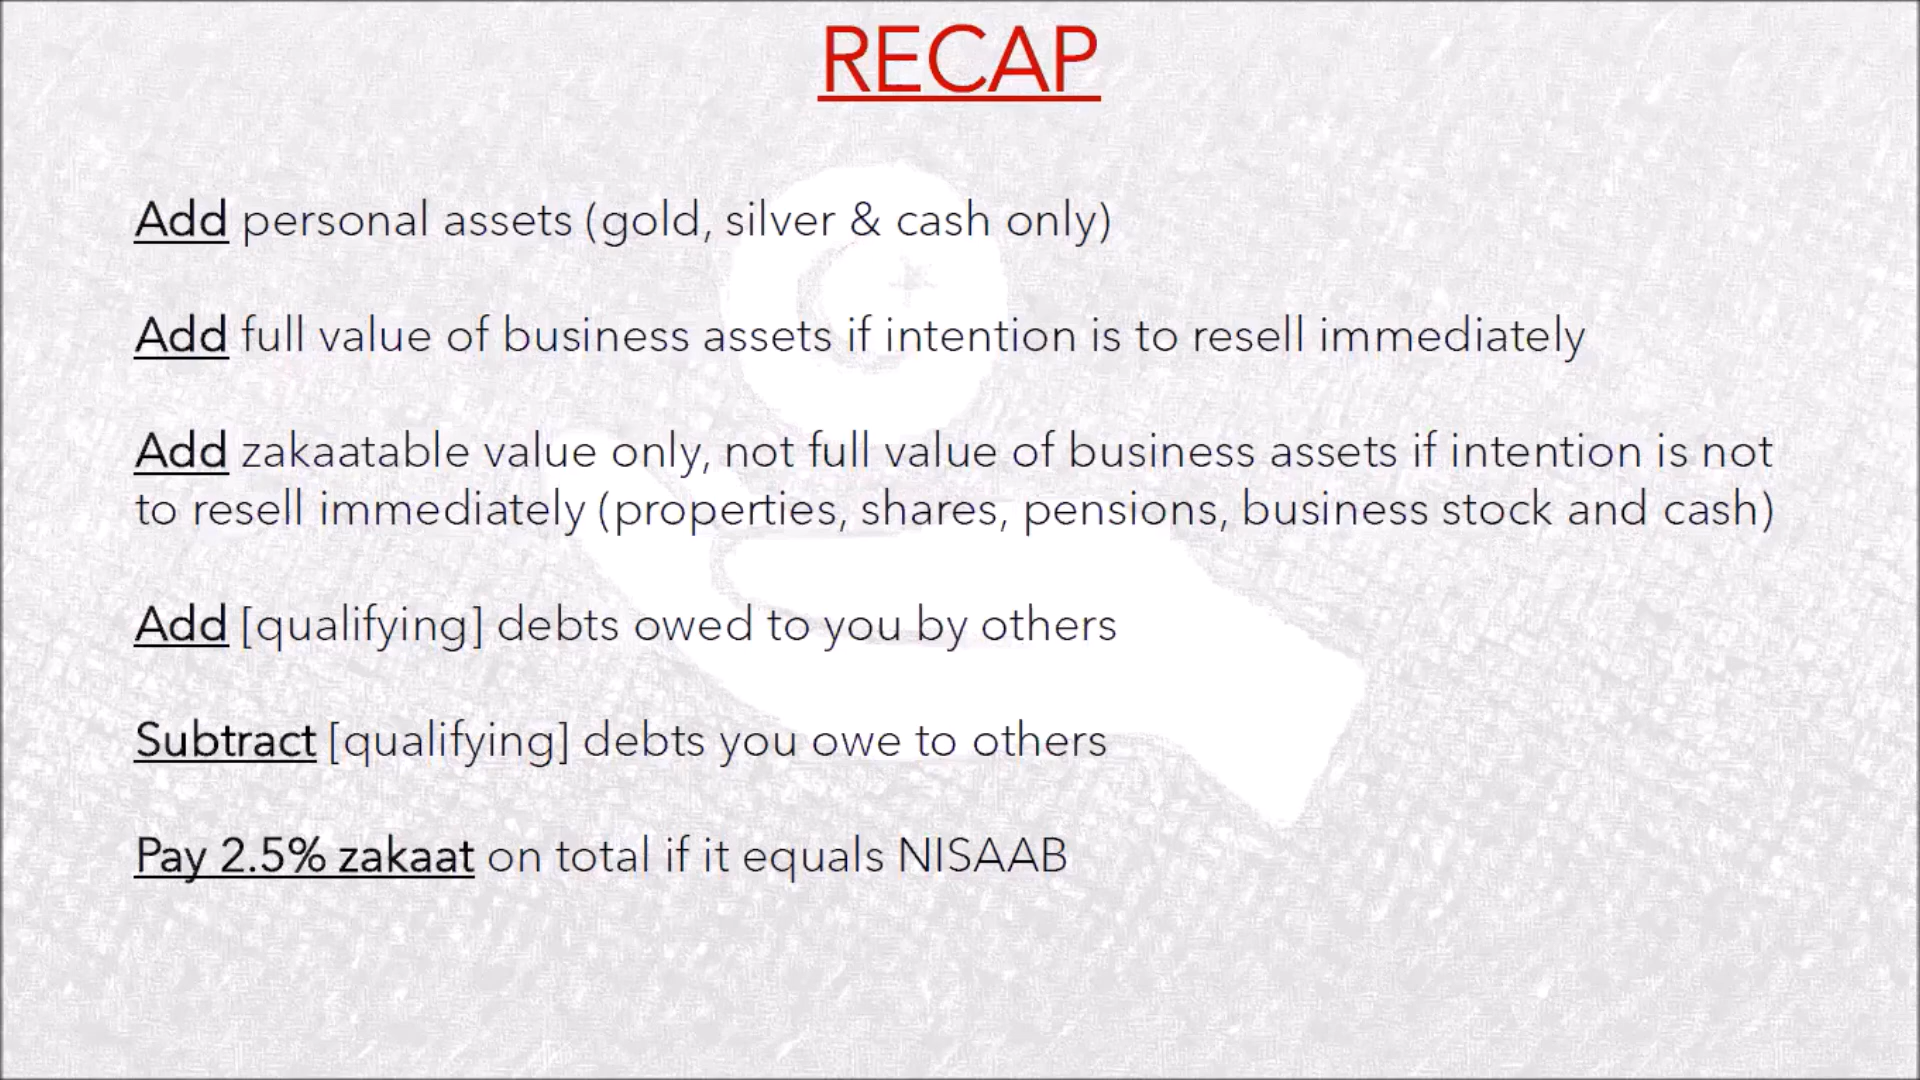 RECAP
Add personal assets (gold, silver & cash only)
Add full value of business assets if intention is to resell immediately
Add zakaatable value only, not full value of business assets if intention is not
to resell immediately (properties, shares, pensions, business stock and cash)
Add [qualifying] debts owed to you by others
Subtract [qualifying] debts you owe to others
Pay 2.5% zakaat on total if it equals NISAAB